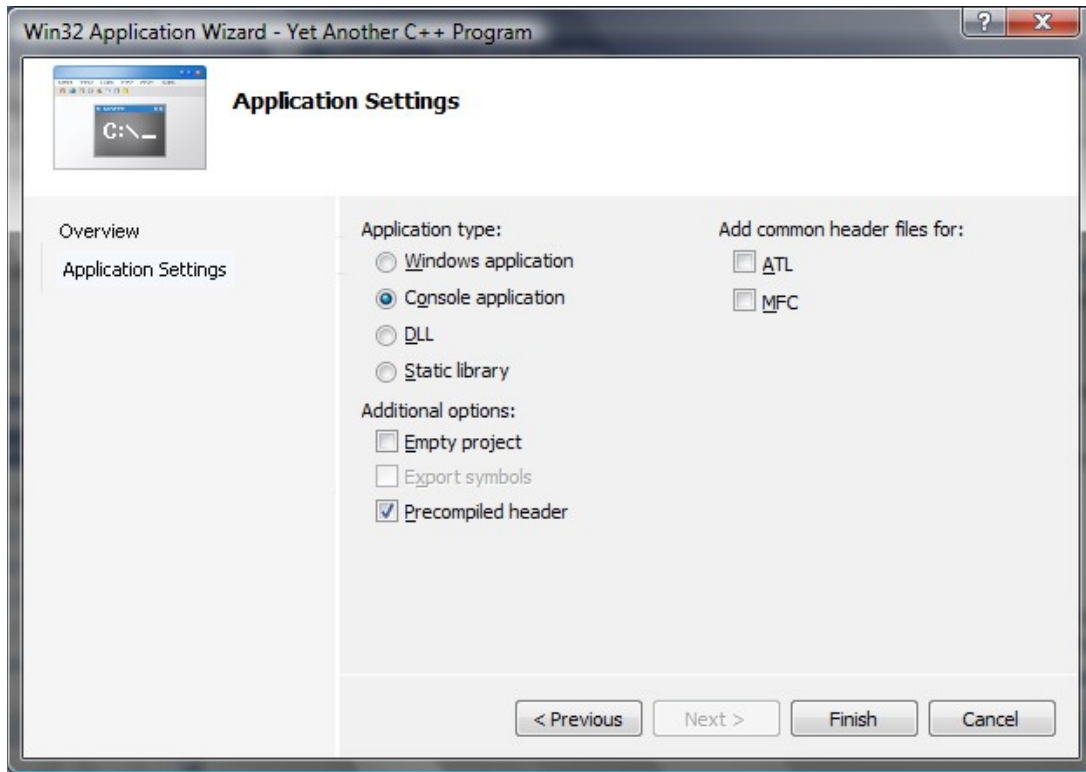 Win32 Application Wizard - Yet Another C++ Program
C:\_
Application Settings
Overview
Application Settings
Application type:
Windows application
Console application
DLL
Static library
Additional options:
Empty project
Export symbols
Precompiled header
Add common header files for:
ATL
MFC
< Previous
Next >
Finish
Cancel